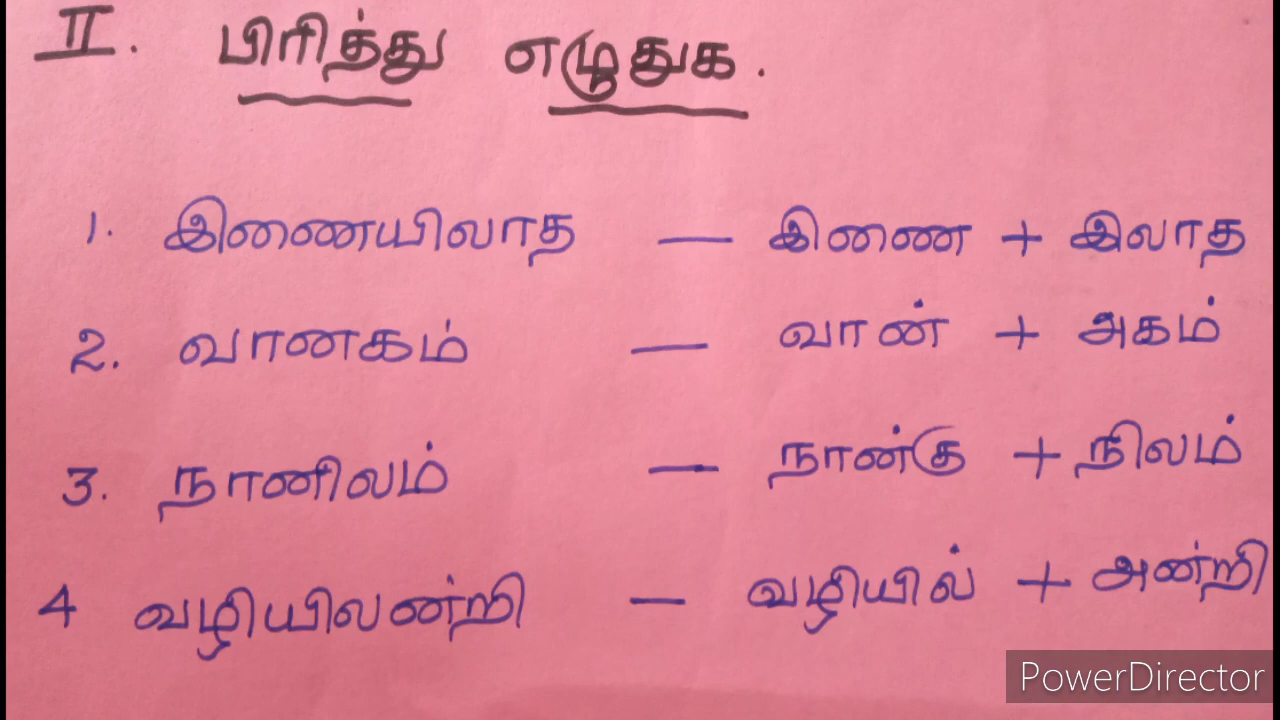 II. பிரித்து எழுதுக.
1. இணையிலாத — இணை + இலாத
2. வானகம் — வான் + அகம்
3. நானிலம் — நான்கு + நிலம்
4 வழியிலன்றி — வழியில் + அன்றி
PowerDirector